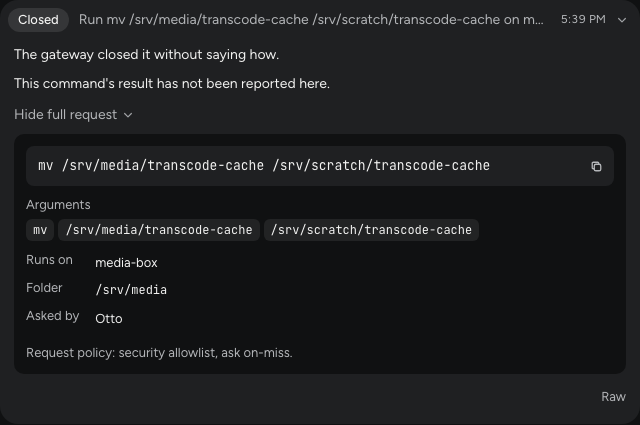 Closed Run mv /srv/media/transcode-cache /srv/scratch/transcode-cache on m... 5:39 PM
The gateway closed it without saying how.
This command's result has not been reported here.
Hide full request
mv /srv/media/transcode-cache /srv/scratch/transcode-cache
Arguments
mv /srv/media/transcode-cache /srv/scratch/transcode-cache
Runs on media-box
Folder /srv/media
Asked by Otto
Request policy: security allowlist, ask on-miss.
Raw